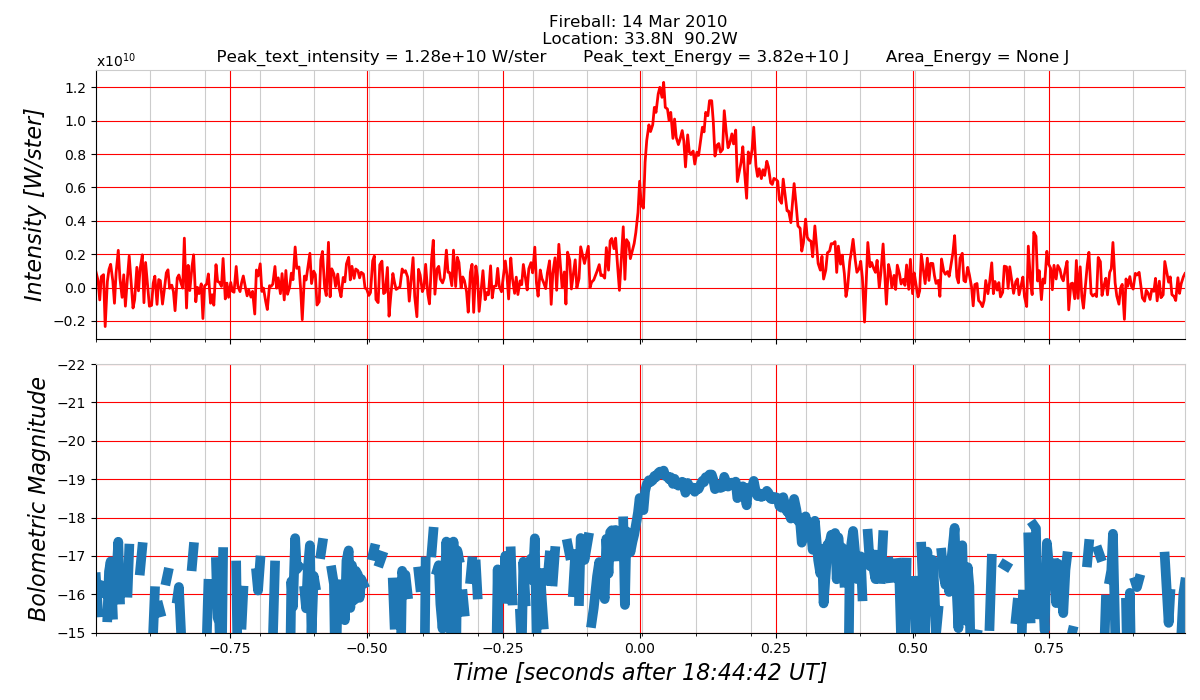 Fireball: 14 Mar 2010
Location: 33.8N  90.2W
Peak_text_intensity = 1.28e+10 W/ster       Peak_text_Energy = 3.82e+10 J       Area_Energy = None J
x10¹⁰
1.2
1.0
0.8
0.6
0.4
0.2
0.0
−0.2
Intensity [W/ster]
−22
−21
−20
−19
−18
−17
−16
−15
Bolometric Magnitude
−0.75 −0.50 −0.25 0.00 0.25 0.50 0.75
Time [seconds after 18:44:42 UT]